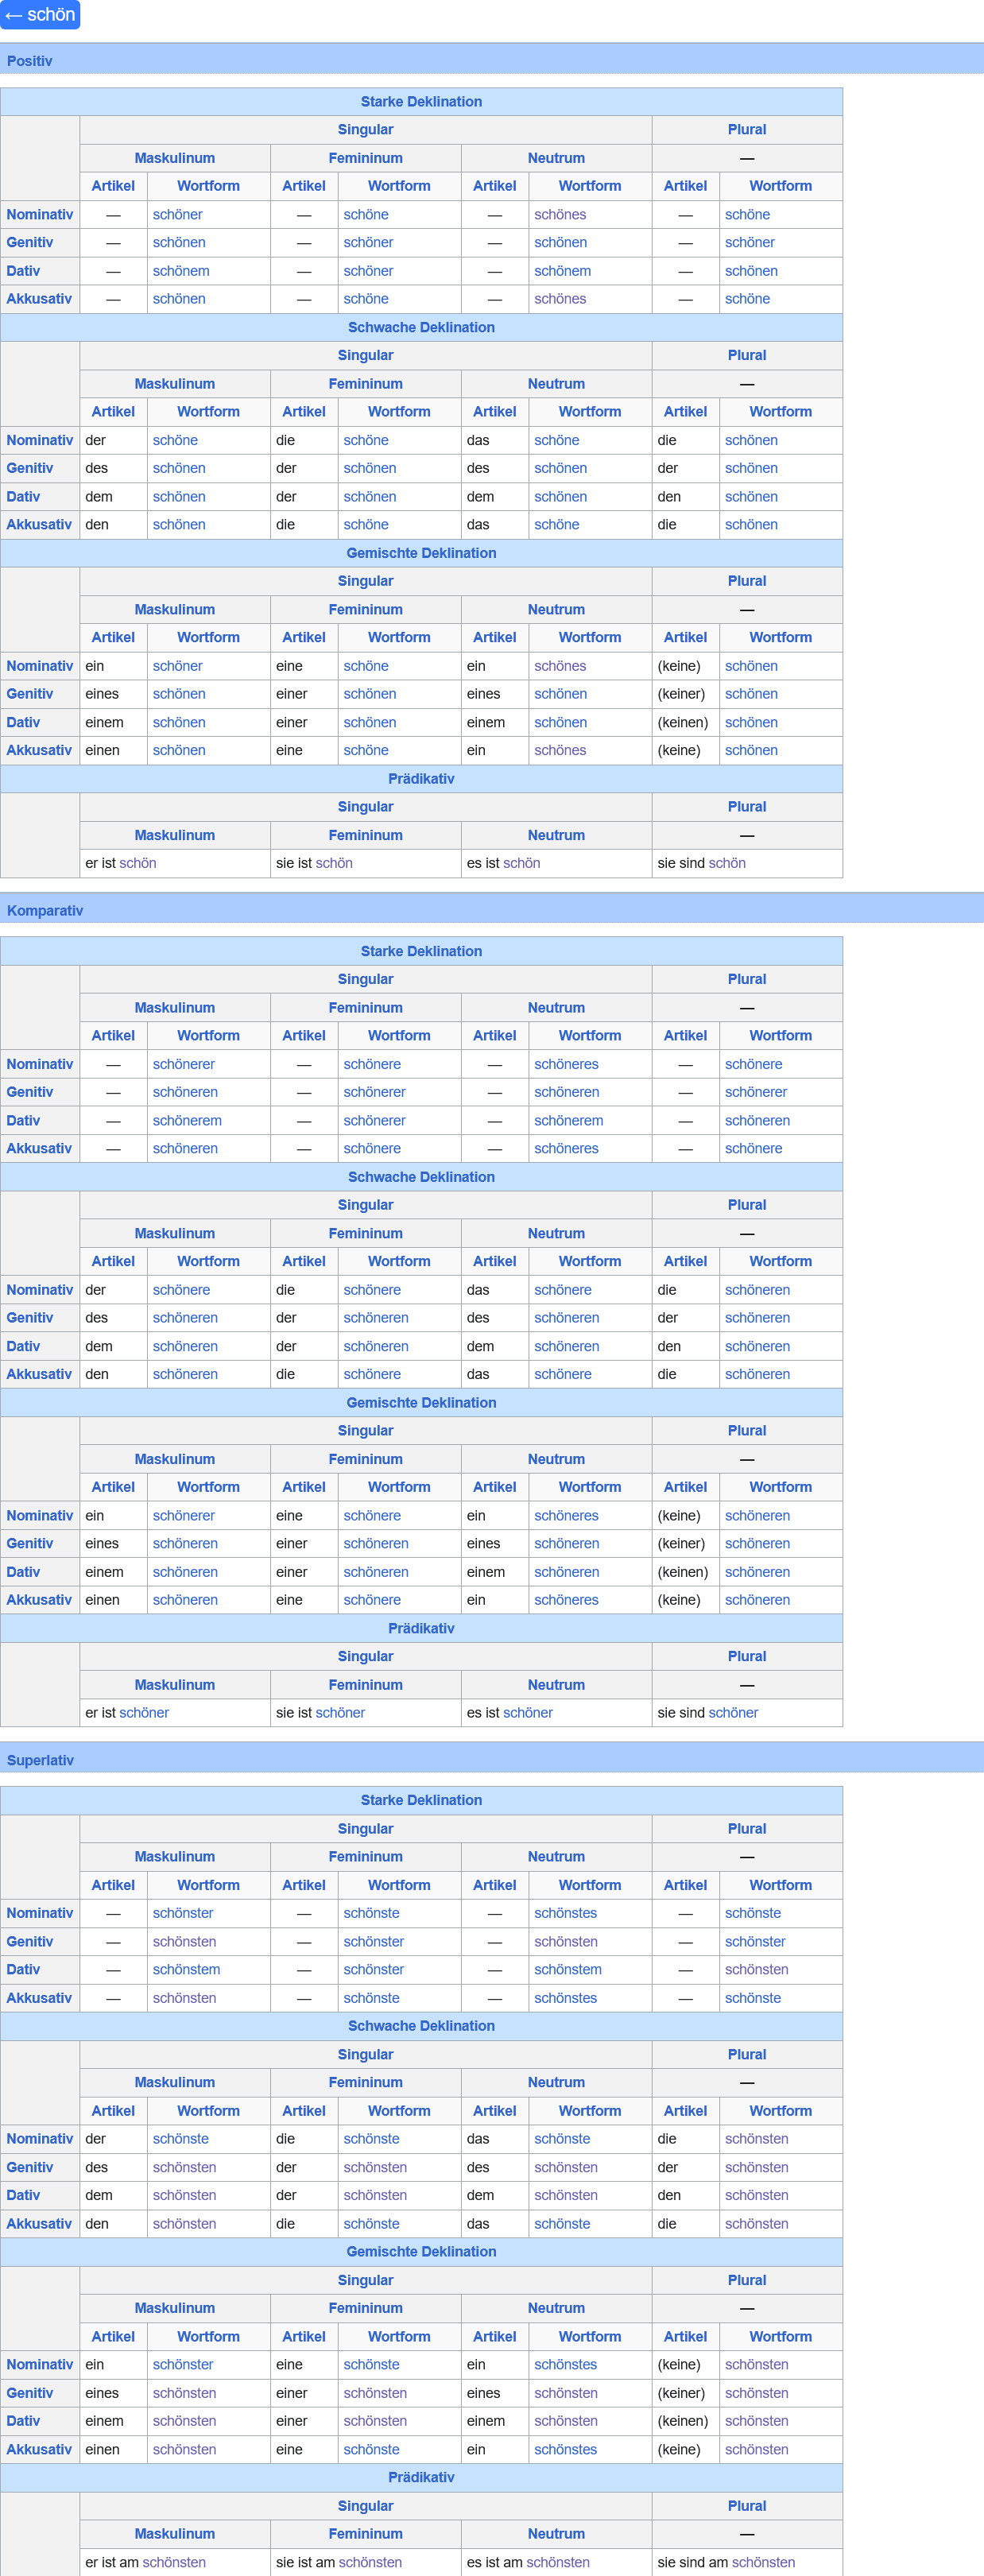 ← schön
Positiv
Starke Deklination
Singular Plural
Maskulinum Femininum Neutrum —
Artikel Wortform Artikel Wortform Artikel Wortform Artikel Wortform
Nominativ — schöner — schöne — schönes — schöne
Genitiv — schönen — schöner — schönen — schöner
Dativ — schönem — schöner — schönem — schönen
Akkusativ — schönen — schöne — schönes — schöne
Schwache Deklination
Singular Plural
Maskulinum Femininum Neutrum —
Artikel Wortform Artikel Wortform Artikel Wortform Artikel Wortform
Nominativ der schöne die schöne das schöne die schönen
Genitiv des schönen der schönen des schönen der schönen
Dativ dem schönen der schönen dem schönen den schönen
Akkusativ den schönen die schöne das schöne die schönen
Gemischte Deklination
Singular Plural
Maskulinum Femininum Neutrum —
Artikel Wortform Artikel Wortform Artikel Wortform Artikel Wortform
Nominativ ein schöner eine schöne ein schönes (keine) schönen
Genitiv eines schönen einer schönen eines schönen (keiner) schönen
Dativ einem schönen einer schönen einem schönen (keinen) schönen
Akkusativ einen schönen eine schöne ein schönes (keine) schönen
Prädikativ
Singular Plural
Maskulinum Femininum Neutrum —
er ist schön sie ist schön es ist schön sie sind schön
Komparativ
Starke Deklination
Singular Plural
Maskulinum Femininum Neutrum —
Artikel Wortform Artikel Wortform Artikel Wortform Artikel Wortform
Nominativ — schönerer — schönere — schöneres — schönere
Genitiv — schöneren — schönerer — schöneren — schönerer
Dativ — schönerem — schönerer — schönerem — schöneren
Akkusativ — schöneren — schönere — schöneres — schönere
Schwache Deklination
Singular Plural
Maskulinum Femininum Neutrum —
Artikel Wortform Artikel Wortform Artikel Wortform Artikel Wortform
Nominativ der schönere die schönere das schönere die schöneren
Genitiv des schöneren der schöneren des schöneren der schöneren
Dativ dem schöneren der schöneren dem schöneren den schöneren
Akkusativ den schöneren die schönere das schönere die schöneren
Gemischte Deklination
Singular Plural
Maskulinum Femininum Neutrum —
Artikel Wortform Artikel Wortform Artikel Wortform Artikel Wortform
Nominativ ein schönerer eine schönere ein schöneres (keine) schöneren
Genitiv eines schöneren einer schöneren eines schöneren (keiner) schöneren
Dativ einem schöneren einer schöneren einem schöneren (keinen) schöneren
Akkusativ einen schöneren eine schönere ein schöneres (keine) schöneren
Prädikativ
Singular Plural
Maskulinum Femininum Neutrum —
er ist schöner sie ist schöner es ist schöner sie sind schöner
Superlativ
Starke Deklination
Singular Plural
Maskulinum Femininum Neutrum —
Artikel Wortform Artikel Wortform Artikel Wortform Artikel Wortform
Nominativ — schönster — schönste — schönstes — schönste
Genitiv — schönsten — schönster — schönsten — schönster
Dativ — schönstem — schönster — schönstem — schönsten
Akkusativ — schönsten — schönste — schönstes — schönste
Schwache Deklination
Singular Plural
Maskulinum Femininum Neutrum —
Artikel Wortform Artikel Wortform Artikel Wortform Artikel Wortform
Nominativ der schönste die schönste das schönste die schönsten
Genitiv des schönsten der schönsten des schönsten der schönsten
Dativ dem schönsten der schönsten dem schönsten den schönsten
Akkusativ den schönsten die schönste das schönste die schönsten
Gemischte Deklination
Singular Plural
Maskulinum Femininum Neutrum —
Artikel Wortform Artikel Wortform Artikel Wortform Artikel Wortform
Nominativ ein schönster eine schönste ein schönstes (keine) schönsten
Genitiv eines schönsten einer schönsten eines schönsten (keiner) schönsten
Dativ einem schönsten einer schönsten einem schönsten (keinen) schönsten
Akkusativ einen schönsten eine schönste ein schönstes (keine) schönsten
Prädikativ
Singular Plural
Maskulinum Femininum Neutrum —
er ist am schönsten sie ist am schönsten es ist am schönsten sie sind am schönsten